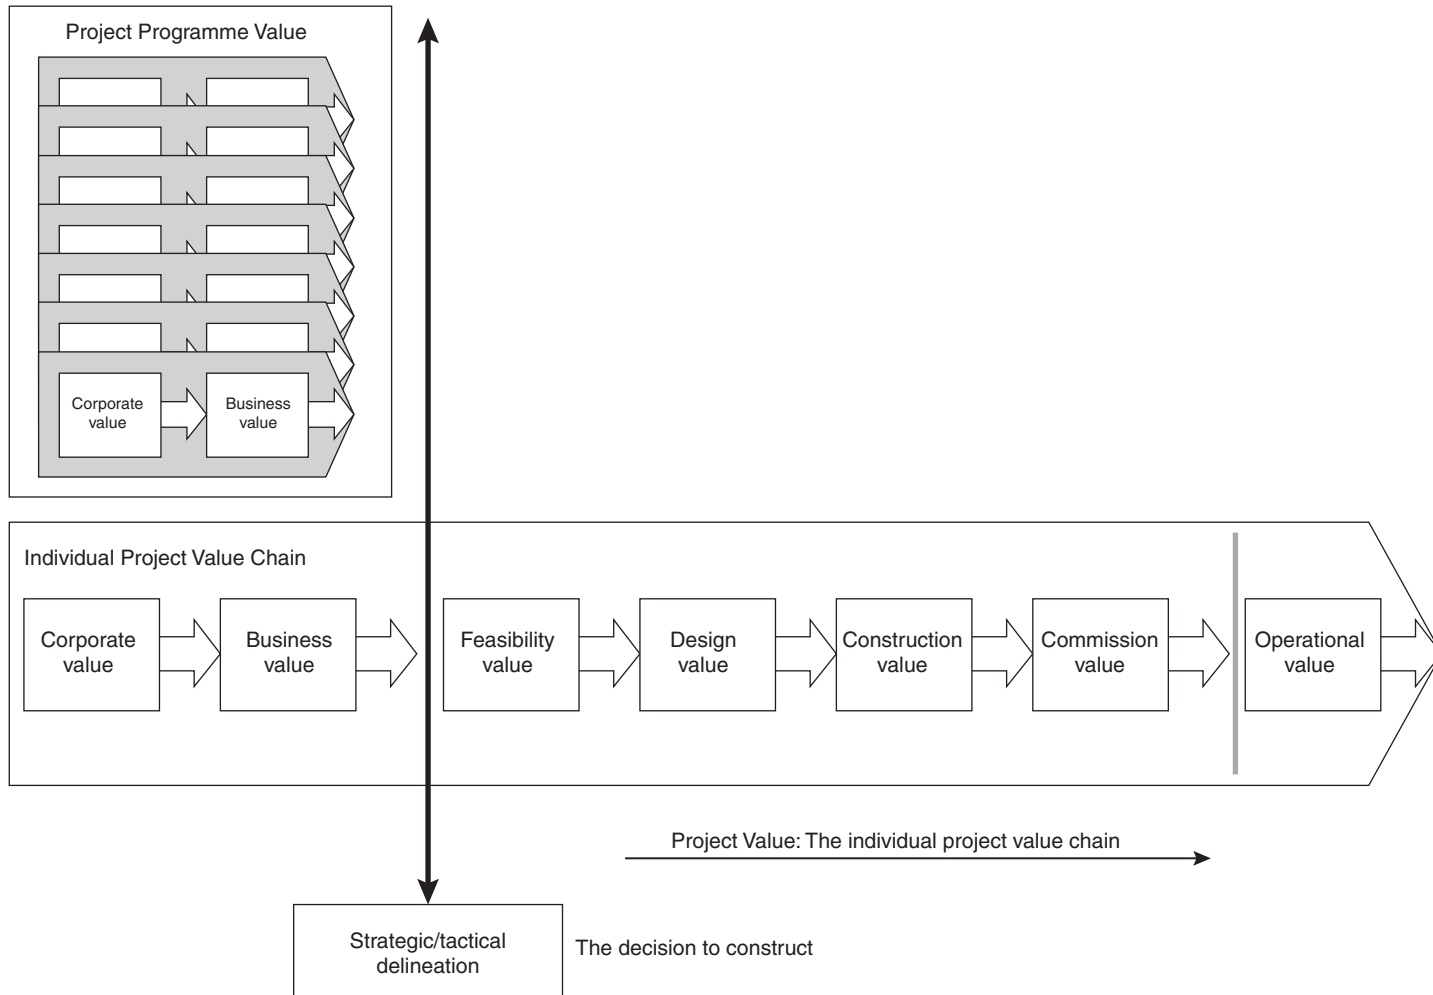 Project Programme Value
Corporate
value
Business
value
Individual Project Value Chain
Corporate
value
Business
value
Feasibility
value
Design
value
Construction
value
Commission
value
Operational
value
Project Value: The individual project value chain
Strategic/tactical
delineation
The decision to construct